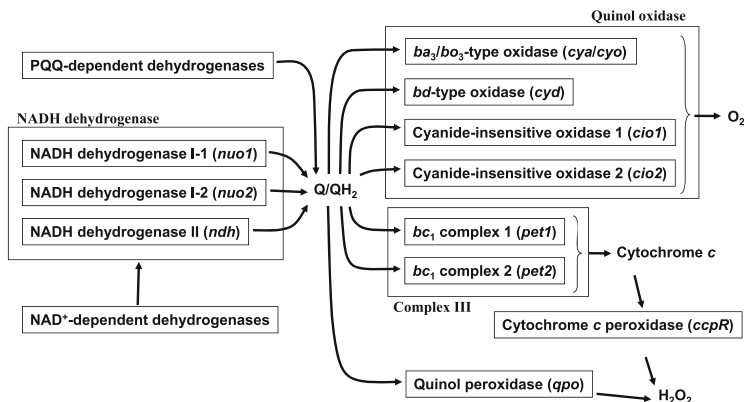 Quinol oxidase
PQQ-dependent dehydrogenases
NADH dehydrogenase
NADH dehydrogenase I-1 (nuo1)
NADH dehydrogenase I-2 (nuo2)
NADH dehydrogenase II (ndh)
NAD⁺-dependent dehydrogenases
Q/QH₂
ba₃/bo₃-type oxidase (cya/cyo)
bd-type oxidase (cyd)
Cyanide-insensitive oxidase 1 (cio1)
Cyanide-insensitive oxidase 2 (cio2)
O₂
bc₁ complex 1 (pet1)
bc₁ complex 2 (pet2)
Complex III
Cytochrome c
Cytochrome c peroxidase (ccpR)
Quinol peroxidase (qpo)
H₂O₂